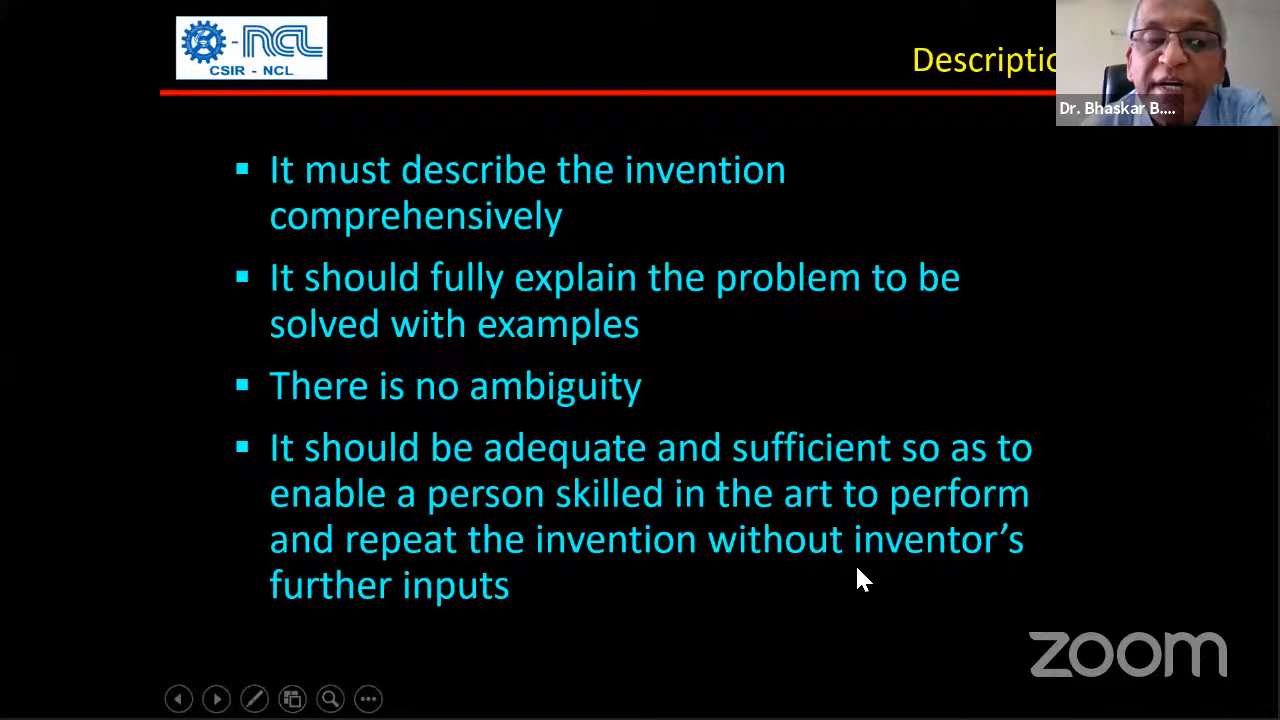 NCL
CSIR - NCL
Descriptio
Dr. Bhaskar B....
▪ It must describe the invention
comprehensively
▪ It should fully explain the problem to be
solved with examples
▪ There is no ambiguity
▪ It should be adequate and sufficient so as to
enable a person skilled in the art to perform
and repeat the invention without inventor’s
further inputs
zoom